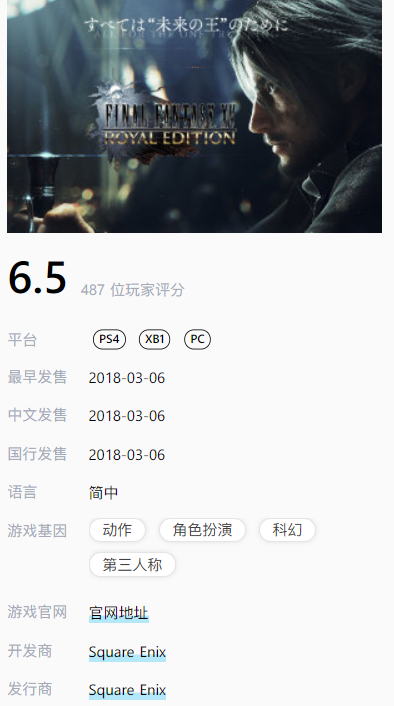 すべては“未来の王”のために
FINAL FANTASY XV
ROYAL EDITION
6.5 487 位玩家评分
平台 PS4 XB1 PC
最早发售 2018-03-06
中文发售 2018-03-06
国行发售 2018-03-06
语言 简中
游戏基因 动作 角色扮演 科幻
第三人称
游戏官网 官网地址
开发商 Square Enix
发行商 Square Enix